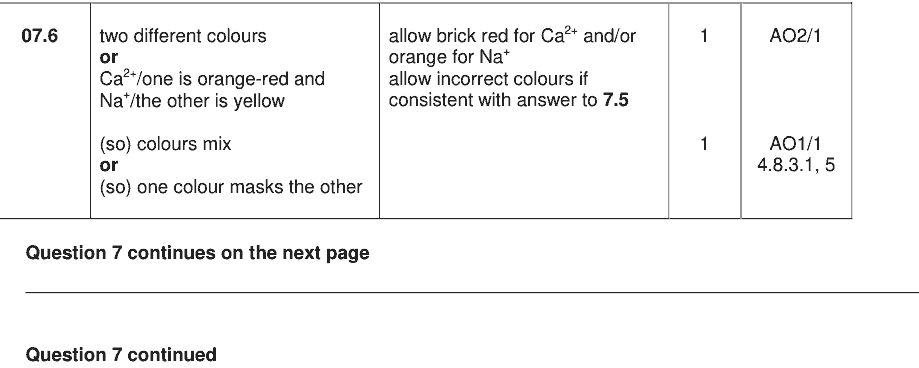 07.6 two different colours allow brick red for Ca²⁺ and/or 1 AO2/1
or orange for Na⁺
Ca²⁺/one is orange-red and allow incorrect colours if
Na⁺/the other is yellow consistent with answer to 7.5
(so) colours mix 1 AO1/1
or 4.8.3.1, 5
(so) one colour masks the other
Question 7 continues on the next page
Question 7 continued